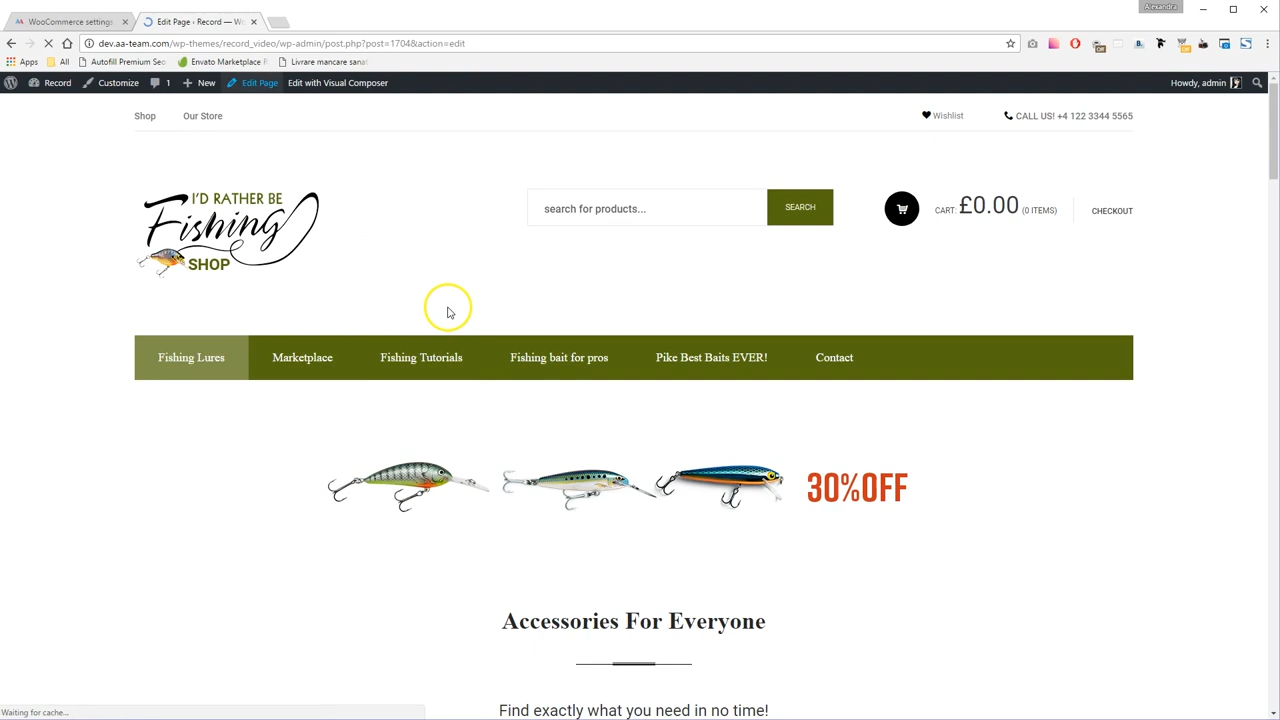 Alexandra
WooCommerce settings
Edit Page ‹ Record — W
dev.aa-team.com/wp-themes/record_video/wp-admin/post.php?post=1704&action=edit
Apps All Autofill Premium Seo Envato Marketplace Livrare mancare sanat
Record Customize 1 New Edit Page Edit with Visual Composer Howdy, admin
Shop Our Store Wishlist CALL US! +4 122 3344 5565
I'D RATHER BE
Fishing
SHOP
search for products... SEARCH CART: £0.00 (0 ITEMS) CHECKOUT
Fishing Lures Marketplace Fishing Tutorials Fishing bait for pros Pike Best Baits EVER! Contact
30%OFF
Accessories For Everyone
Find exactly what you need in no time!
Waiting for cache...